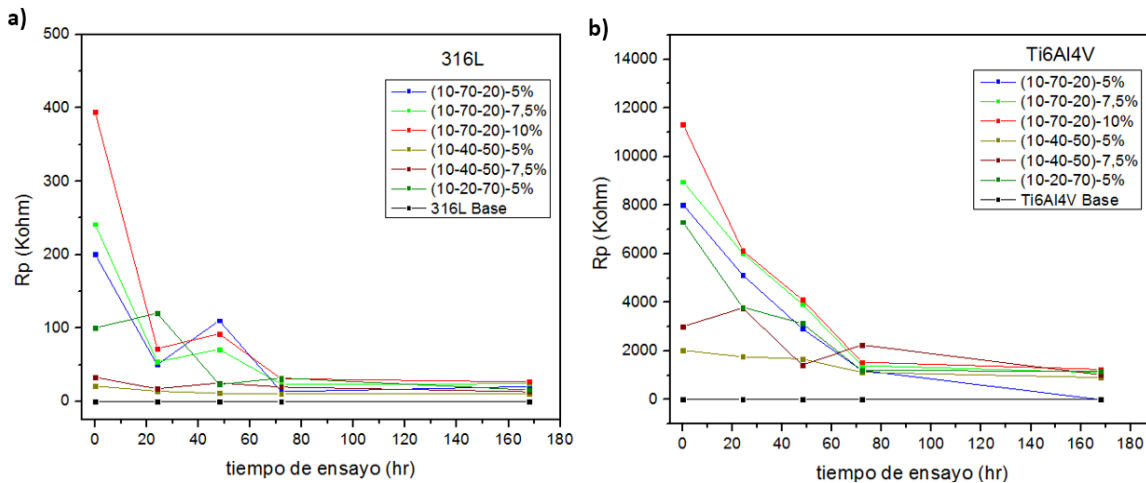 a)
316L
(10-70-20)-5%
(10-70-20)-7,5%
(10-70-20)-10%
(10-40-50)-5%
(10-40-50)-7,5%
(10-20-70)-5%
316L Base
Rp (Kohm)
500
400
300
200
100
0
0 20 40 60 80 100 120 140 160 180
tiempo de ensayo (hr)
b)
Ti6Al4V
(10-70-20)-5%
(10-70-20)-7,5%
(10-70-20)-10%
(10-40-50)-5%
(10-40-50)-7,5%
(10-20-70)-5%
Ti6Al4V Base
Rp (Kohm)
14000
12000
10000
8000
6000
4000
2000
0
0 20 40 60 80 100 120 140 160 180
tiempo de ensayo (hr)